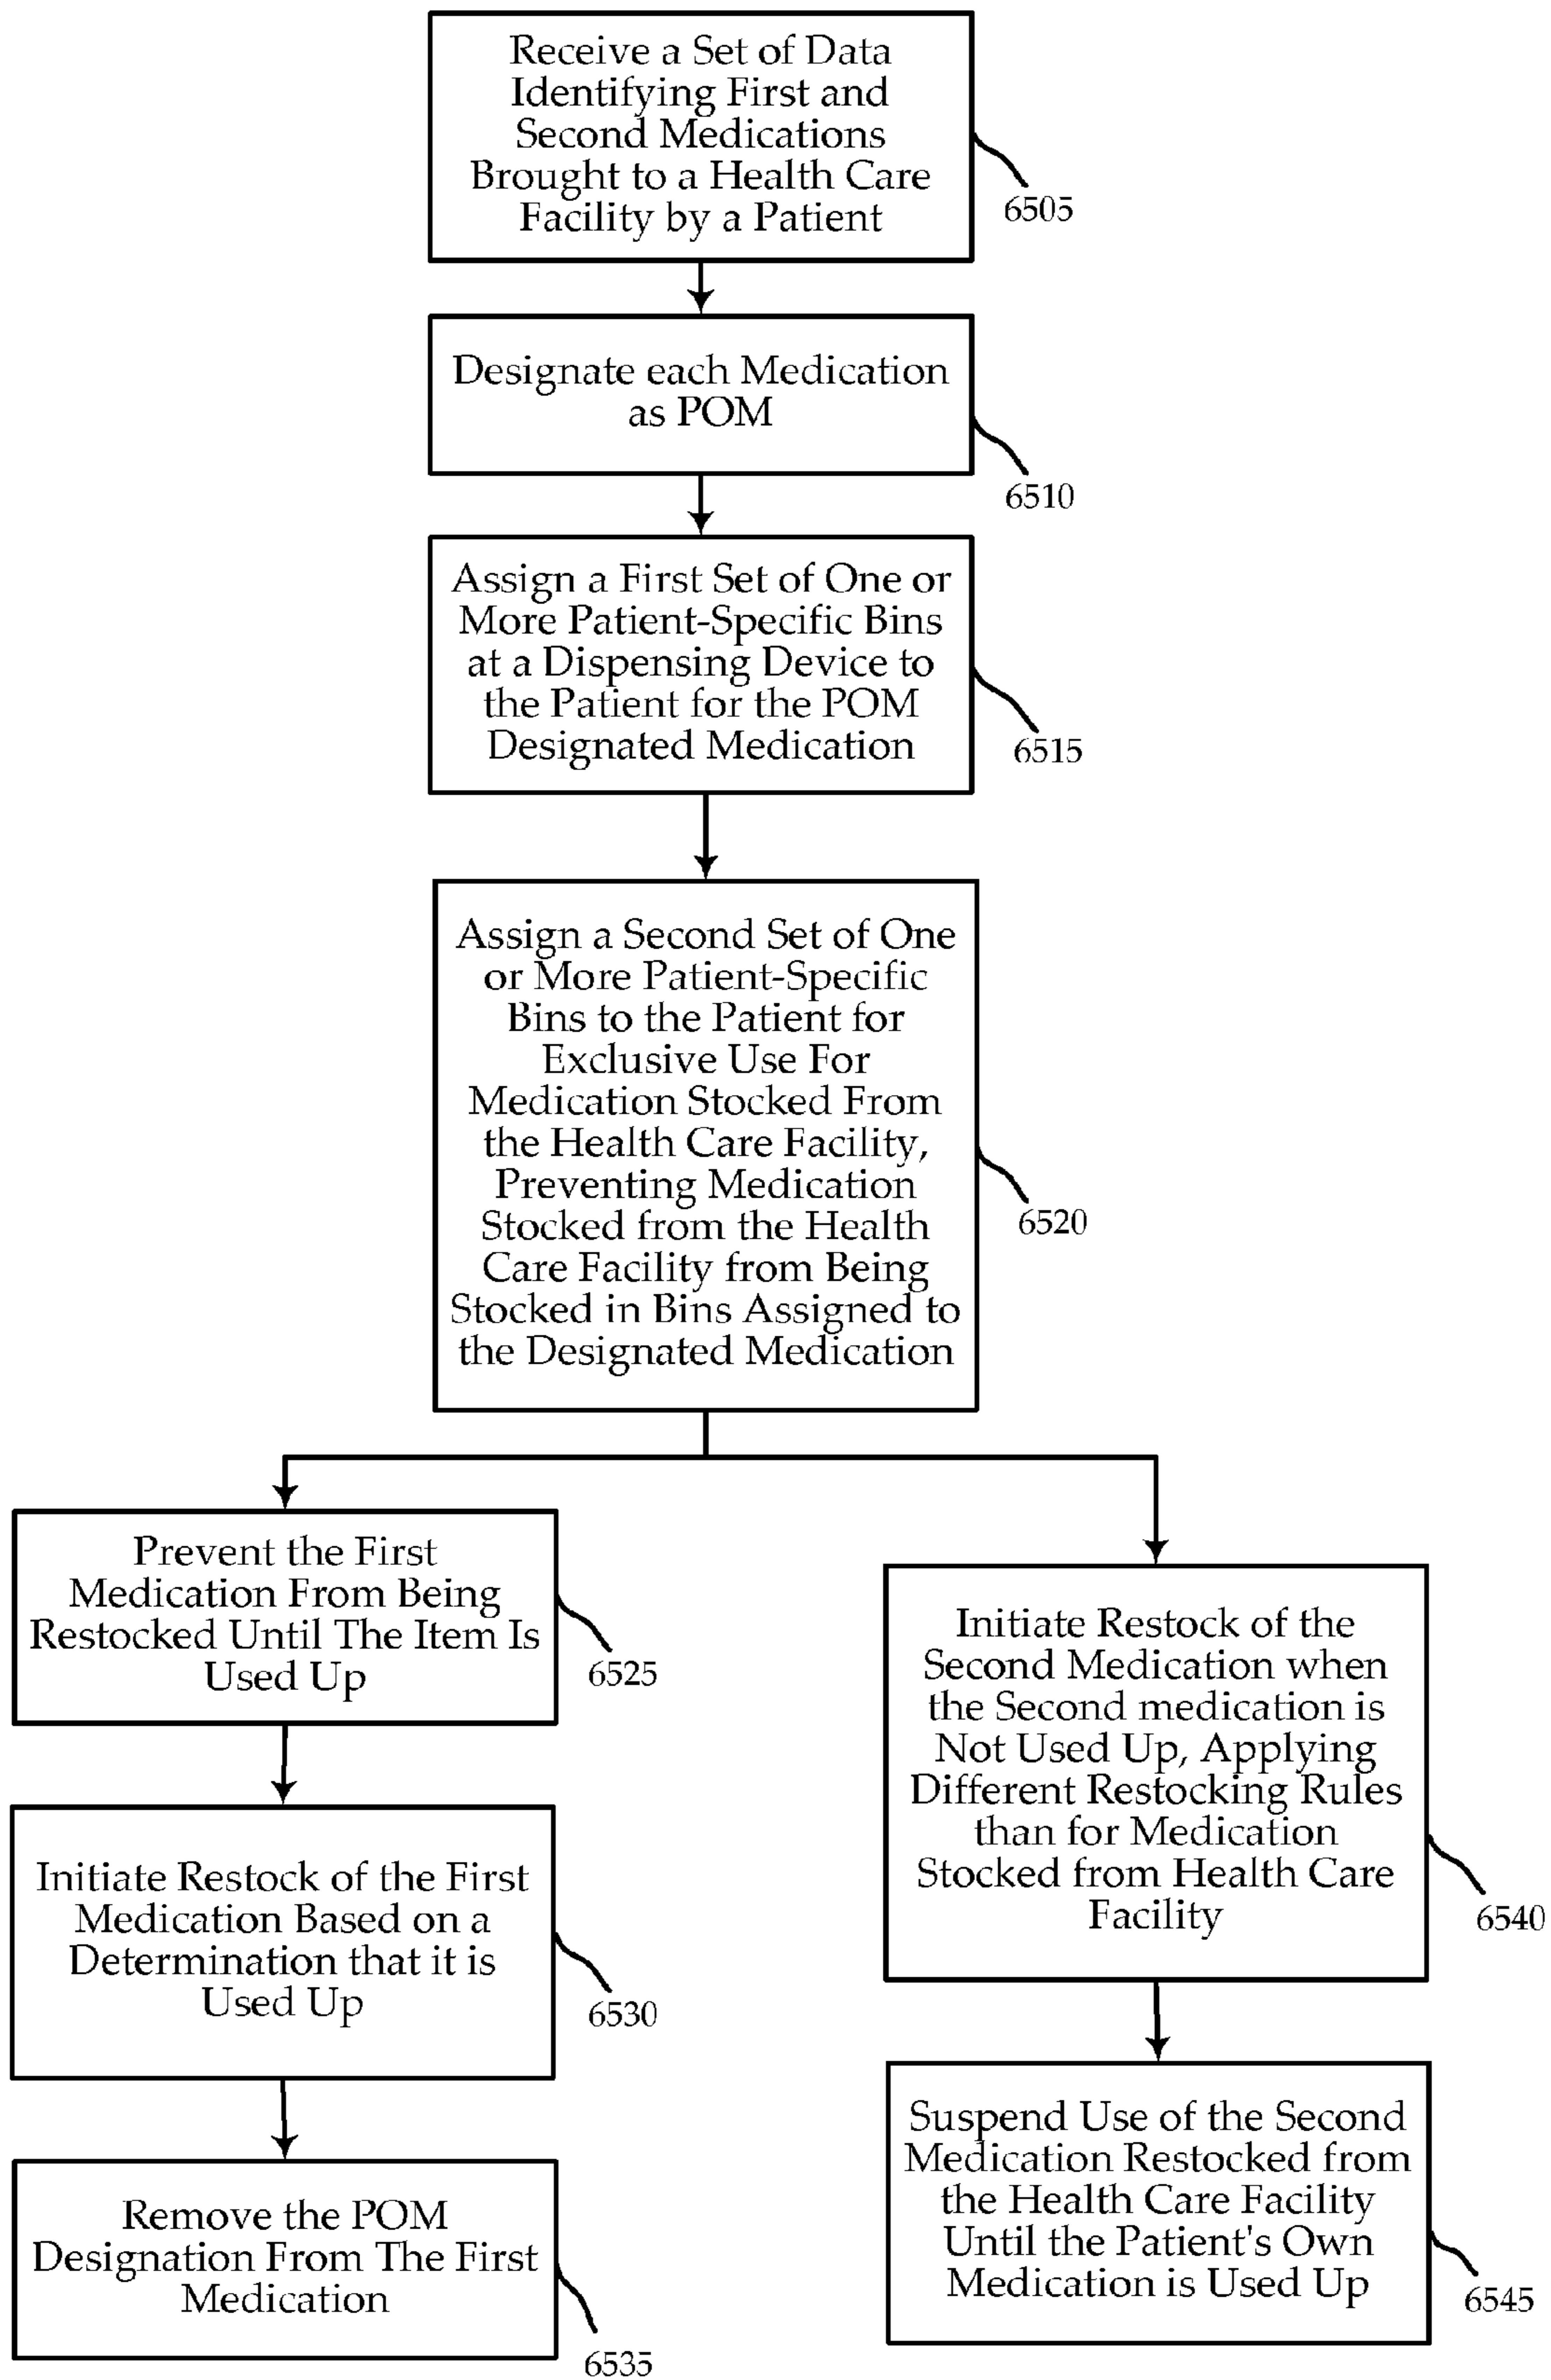 Receive a Set of Data
Identifying First and
Second Medications
Brought to a Health Care
Facility by a Patient
6505
Designate each Medication
as POM
6510
Assign a First Set of One or
More Patient-Specific Bins
at a Dispensing Device to
the Patient for the POM
Designated Medication
6515
Assign a Second Set of One
or More Patient-Specific
Bins to the Patient for
Exclusive Use For
Medication Stocked From
the Health Care Facility,
Preventing Medication
Stocked from the Health
Care Facility from Being
Stocked in Bins Assigned to
the Designated Medication
6520
Prevent the First
Medication From Being
Restocked Until The Item Is
Used Up
6525
Initiate Restock of the First
Medication Based on a
Determination that it is
Used Up
6530
Remove the POM
Designation From The First
Medication
6535
Initiate Restock of the
Second Medication when
the Second medication is
Not Used Up, Applying
Different Restocking Rules
than for Medication
Stocked from Health Care
Facility
6540
Suspend Use of the Second
Medication Restocked from
the Health Care Facility
Until the Patient's Own
Medication is Used Up
6545